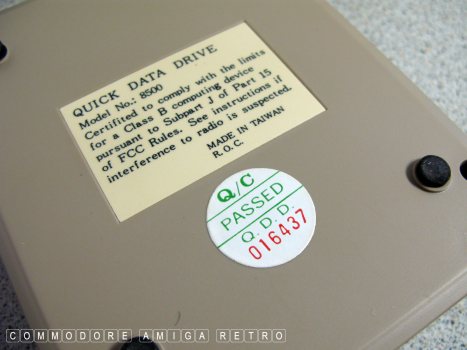 QUICK DATA DRIVE
Model No.: 8500
Certifited to comply with the limits
for a Class B computing device
pursuant to Subpart J of Part 15
of FCC Rules. See instructions if
interference to radio is suspected.
MADE IN TAIWAN
R.O.C.
Q/C
PASSED
Q.D.D.
016437
COMMODORE AMIGA RETRO